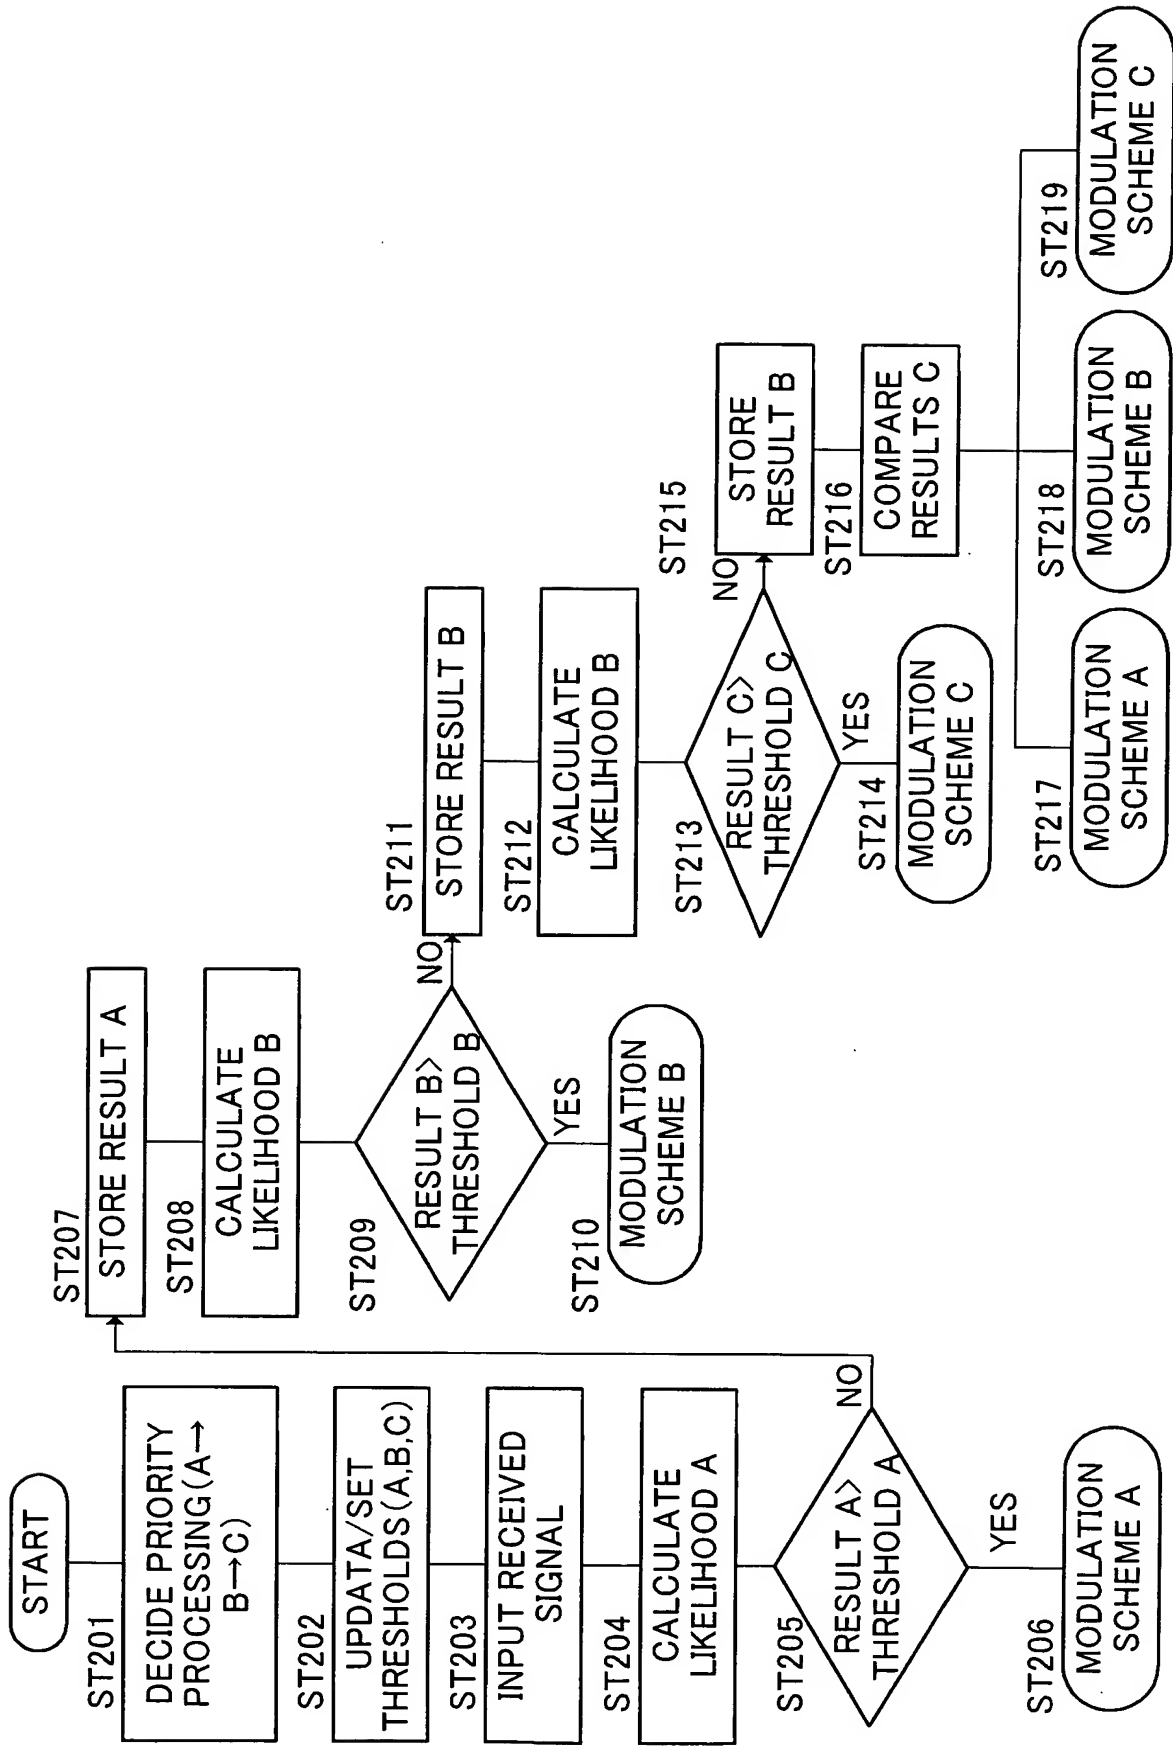 START
ST201
DECIDE PRIORITY
PROCESSING(A→
B→C)
ST202
UPDATA/SET
THRESHOLDS(A,B,C)
ST203
INPUT RECEIVED
SIGNAL
ST204
CALCULATE
LIKELIHOOD A
ST205
RESULT A>
THRESHOLD A
NO
YES
ST206
MODULATION
SCHEME A
ST207
STORE RESULT A
ST208
CALCULATE
LIKELIHOOD B
ST209
RESULT B>
THRESHOLD B
NO
YES
ST210
MODULATION
SCHEME B
ST211
STORE RESULT B
ST212
CALCULATE
LIKELIHOOD B
ST213
RESULT C>
THRESHOLD C
NO
YES
ST214
MODULATION
SCHEME C
ST215
STORE
RESULT B
ST216
COMPARE
RESULTS C
ST217
MODULATION
SCHEME A
ST218
MODULATION
SCHEME B
ST219
MODULATION
SCHEME C